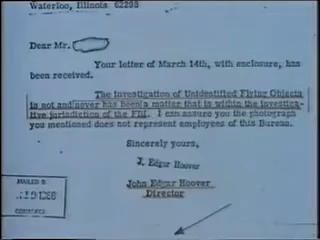 Waterloo, Illinois 62298
Dear Mr.
Your letter of March 14th, with enclosure, has
been received.
The investigation of Unidentified Flying Objects
is not and never has been a matter that is within the investiga-
tive jurisdiction of the FBI. I can assure you the photograph
you mentioned does not represent employees of this Bureau.
Sincerely yours,
J. Edgar Hoover
John Edgar Hoover
Director
MAILED